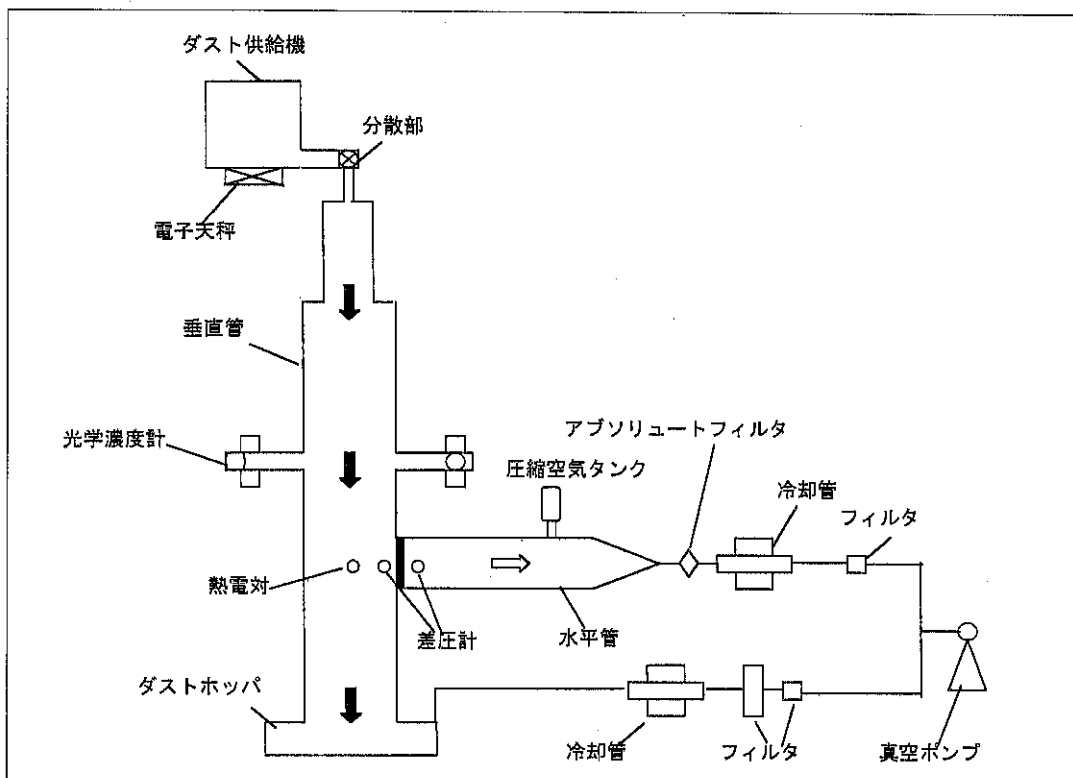 ダスト供給機
分散部
電子天秤
垂直管
光学濃度計
アブソリュートフィルタ
圧縮空気タンク
冷却管
フィルタ
熱電対
差圧計
水平管
ダストホッパ
冷却管
フィルタ
真空ポンプ